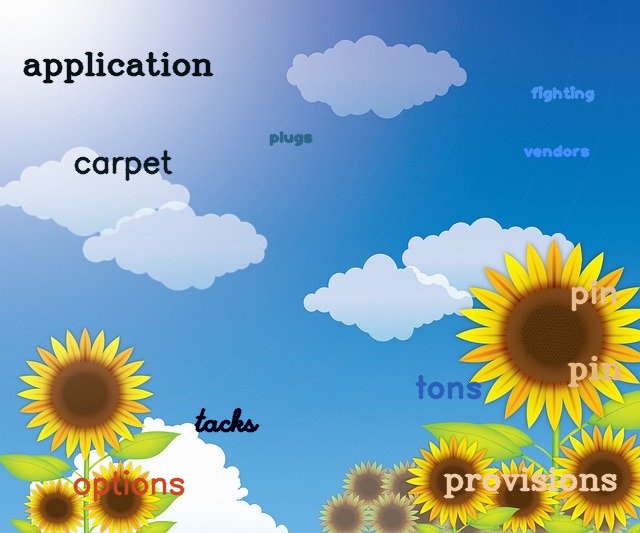 application
fighting
plugs
vendors
carpet
pin
pin
tons
tacks
options
provisions